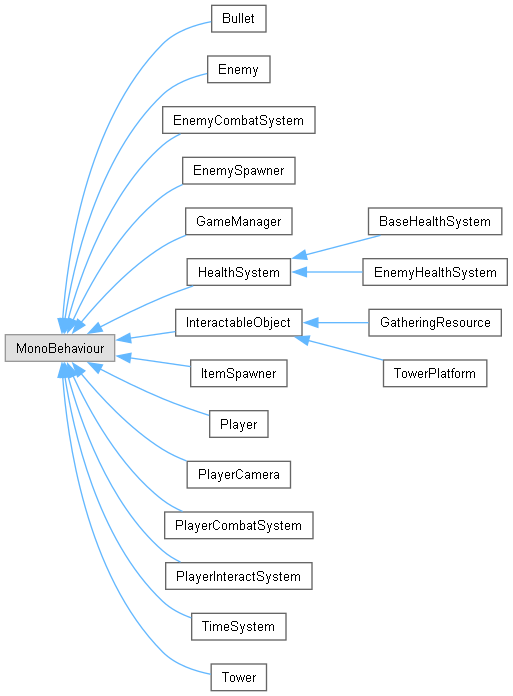 Bullet
Enemy
EnemyCombatSystem
EnemySpawner
GameManager
BaseHealthSystem
HealthSystem
EnemyHealthSystem
InteractableObject
GatheringResource
MonoBehaviour
ItemSpawner
TowerPlatform
Player
PlayerCamera
PlayerCombatSystem
PlayerInteractSystem
TimeSystem
Tower